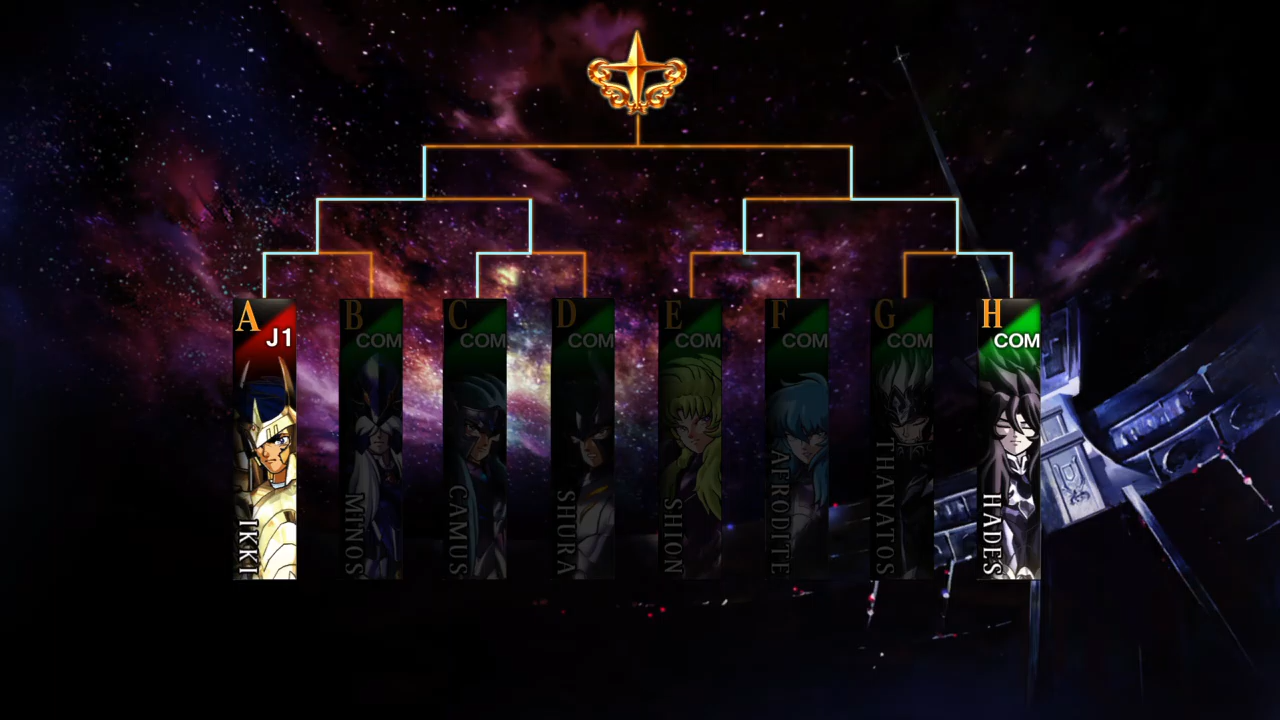 A
J1
IKKI
B
COM
MINOS
C
COM
CAMUS
D
COM
SHURA
E
COM
SHION
F
COM
AFRODITE
G
COM
THANATOS
H
COM
HADES